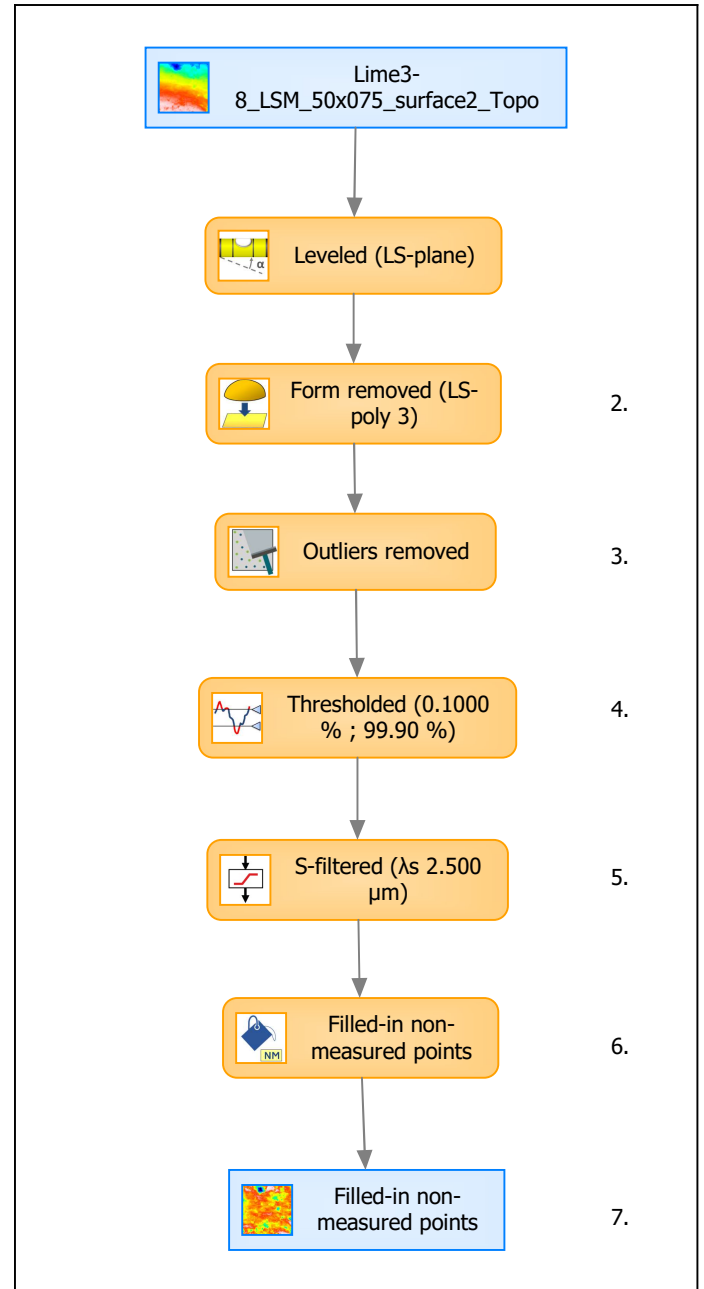 Lime3-
8_LSM_50x075_surface2_Topo
α
Leveled (LS-plane)
Form removed (LS-
poly 3)
2.
Outliers removed
3.
Thresholded (0.1000
% ; 99.90 %)
4.
S-filtered (λs 2.500
µm)
5.
Filled-in non-
measured points
NM
6.
Filled-in non-
measured points
7.